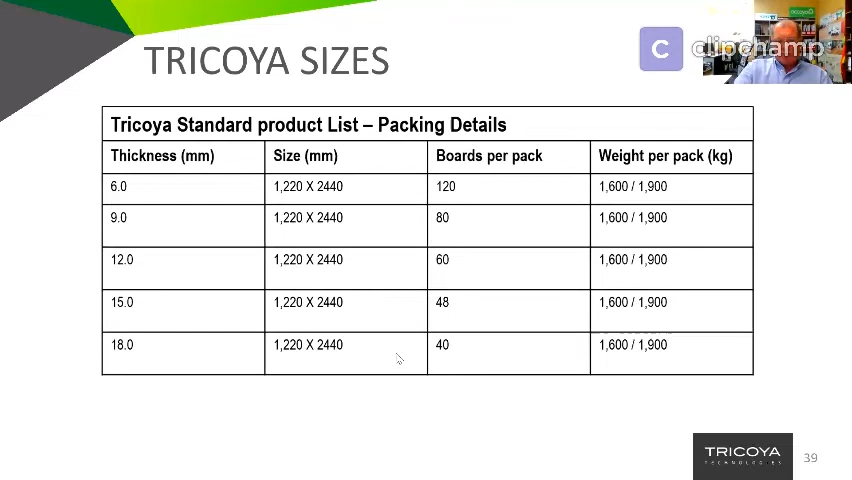 TRICOYA SIZES
C clipchamp
Tricoya Standard product List – Packing Details
Thickness (mm) Size (mm) Boards per pack Weight per pack (kg)
6.0 1,220 X 2440 120 1,600 / 1,900
9.0 1,220 X 2440 80 1,600 / 1,900
12.0 1,220 X 2440 60 1,600 / 1,900
15.0 1,220 X 2440 48 1,600 / 1,900
18.0 1,220 X 2440 40 1,600 / 1,900
TRICOYA
TECHNOLOGIES
39